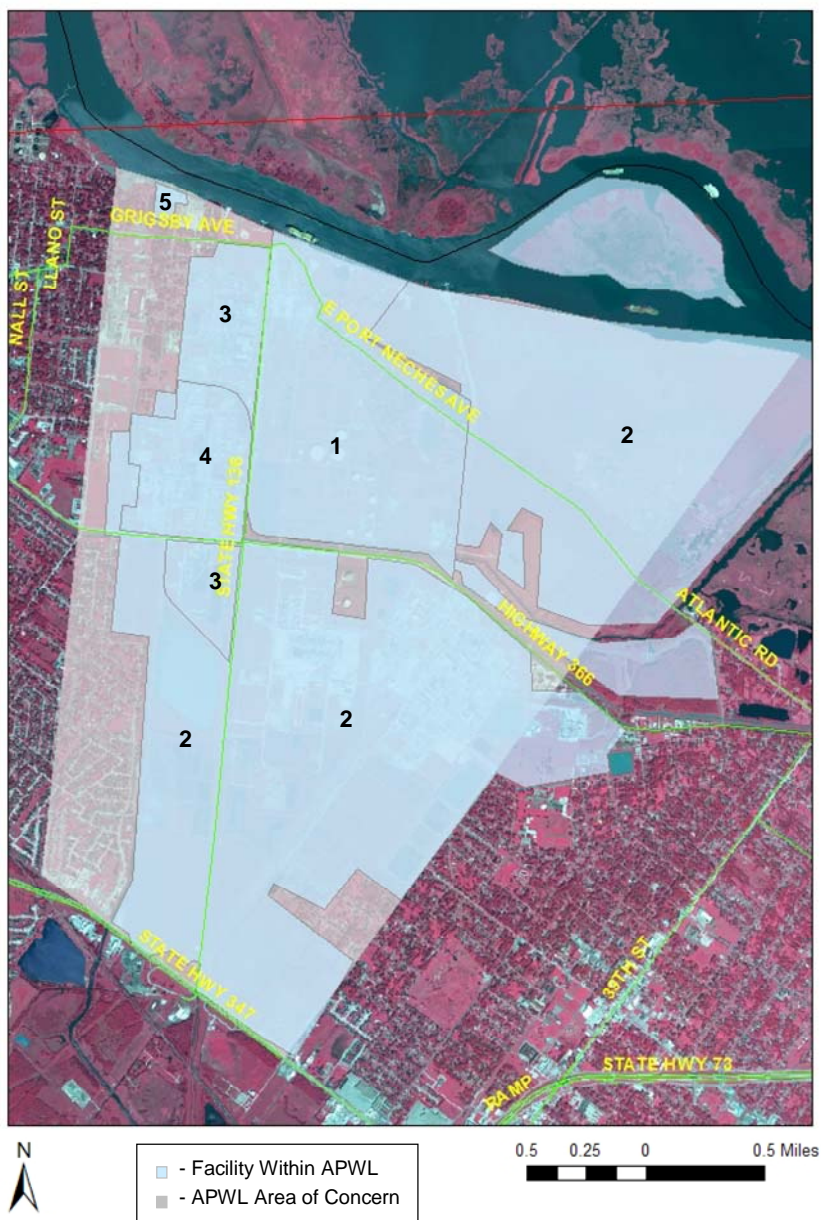 5
GRIGSBY AVE
LLANO ST
NALL ST
3
E PORT NECHES AVE
1
2
4
STATE HWY 136
3
ATLANTIC RD
HIGHWAY 366
2
2
STATE HWY 347
39TH ST
STATE HWY 73
RAMP
N
- Facility Within APWL
- APWL Area of Concern
0.5 0.25 0 0.5 Miles